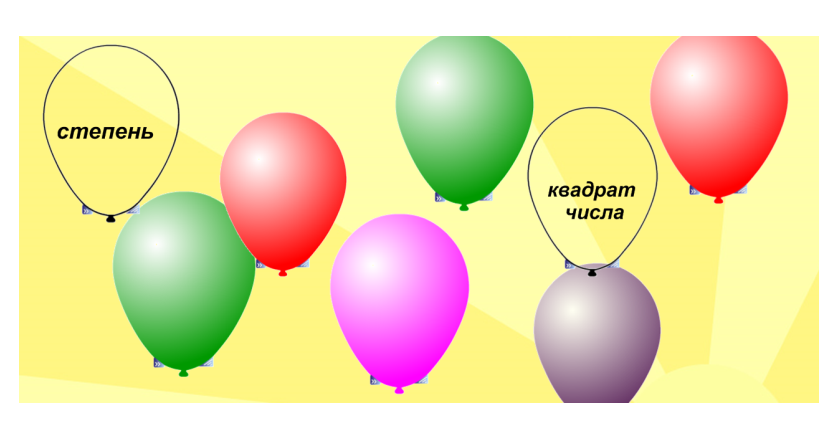 степень
квадрат
числа